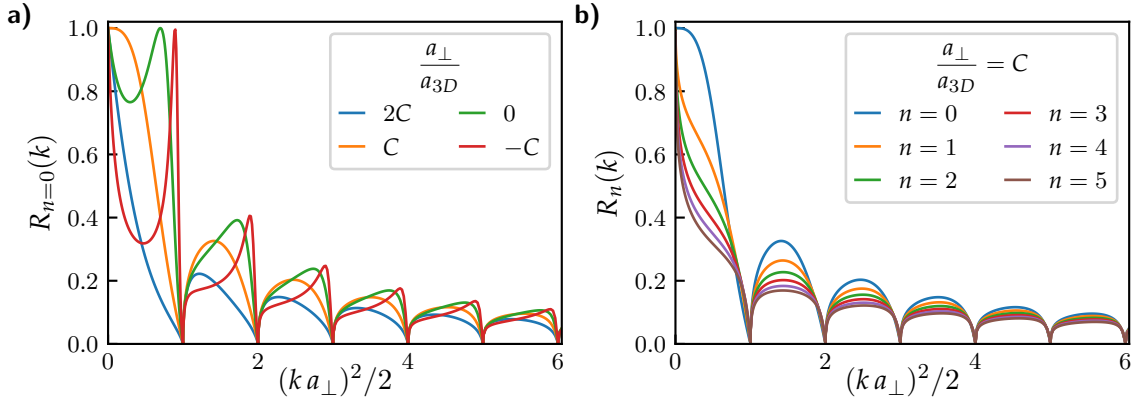 a)
R_{n=0}(k)
1.0
0.8
0.6
0.4
0.2
0.0
0 2 4 6
(k a_⊥)^2/2
a_⊥
a_{3D}
2C 0
C −C
b)
R_n(k)
1.0
0.8
0.6
0.4
0.2
0.0
0 2 4 6
(k a_⊥)^2/2
a_⊥
a_{3D} = C
n = 0 n = 3
n = 1 n = 4
n = 2 n = 5